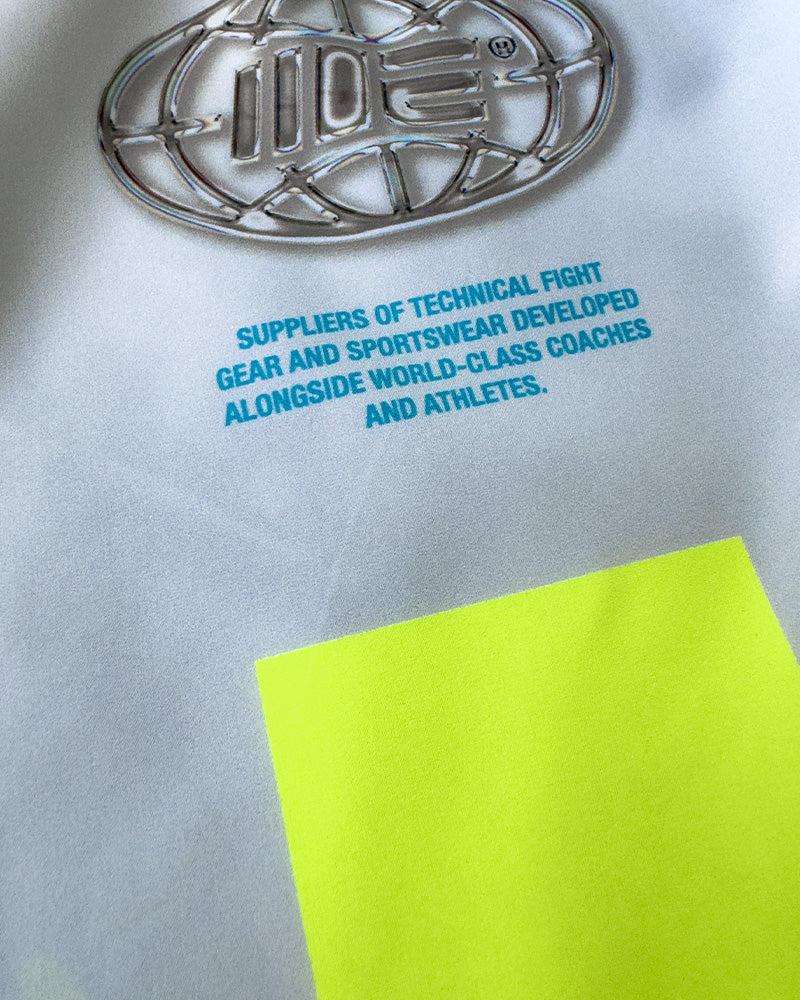 SUPPLIERS OF TECHNICAL FIGHT
GEAR AND SPORTSWEAR DEVELOPED
ALONGSIDE WORLD-CLASS COACHES
AND ATHLETES.